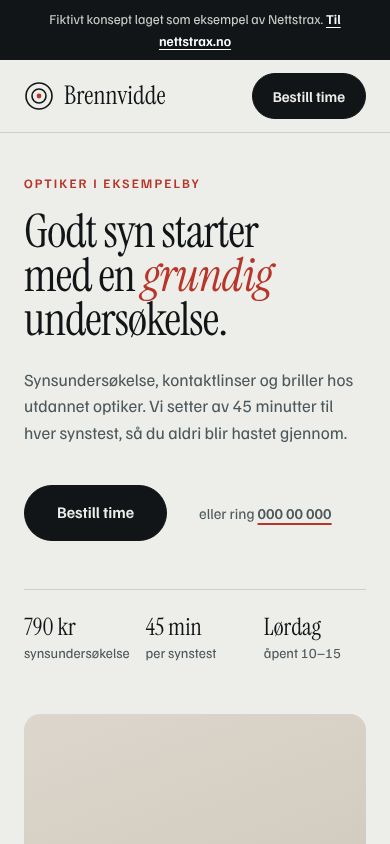 Fiktivt konsept laget som eksempel av Nettstrax. Til
nettstrax.no
Brennvidde
Bestill time
OPTIKER I EKSEMPELBY
Godt syn starter
med en grundig
undersøkelse.
Synsundersøkelse, kontaktlinser og briller hos
utdannet optiker. Vi setter av 45 minutter til
hver synstest, så du aldri blir hastet gjennom.
Bestill time
eller ring 000 00 000
790 kr
45 min
Lørdag
synsundersøkelse
per synstest
åpent 10–15